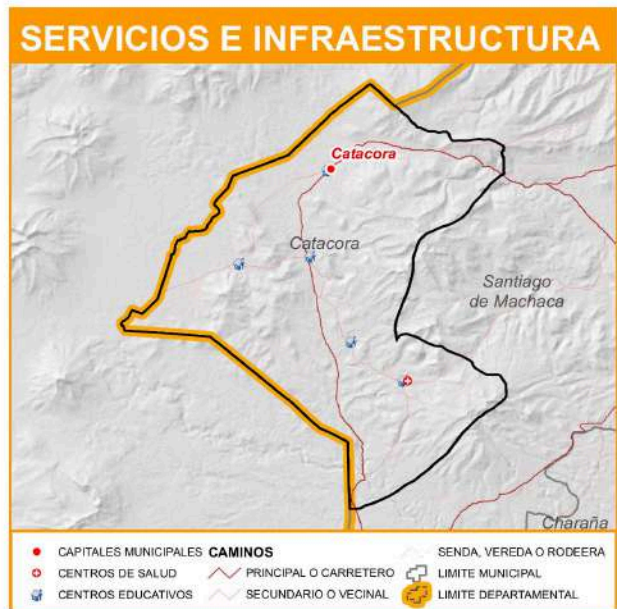 SERVICIOS E INFRAESTRUCTURA
Catacora
Catacora
Santiago
de Machaca
Charaña
CAPITALES MUNICIPALES
CENTROS DE SALUD
CENTROS EDUCATIVOS
CAMINOS
PRINCIPAL O CARRETERO
SECUNDARIO O VECINAL
SENDA, VEREDA O RODEERA
LIMITE MUNICIPAL
LIMITE DEPARTAMENTAL